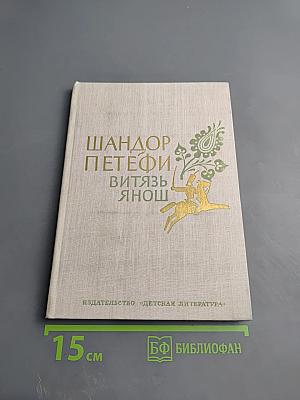 ШАНДОР
ПЕТЕФИ
ВИТЯЗЬ
ЯНОШ
ИЗДАТЕЛЬСТВО «ДЕТСКАЯ ЛИТЕРАТУРА»
15 см
БФ БИБЛИОФАН